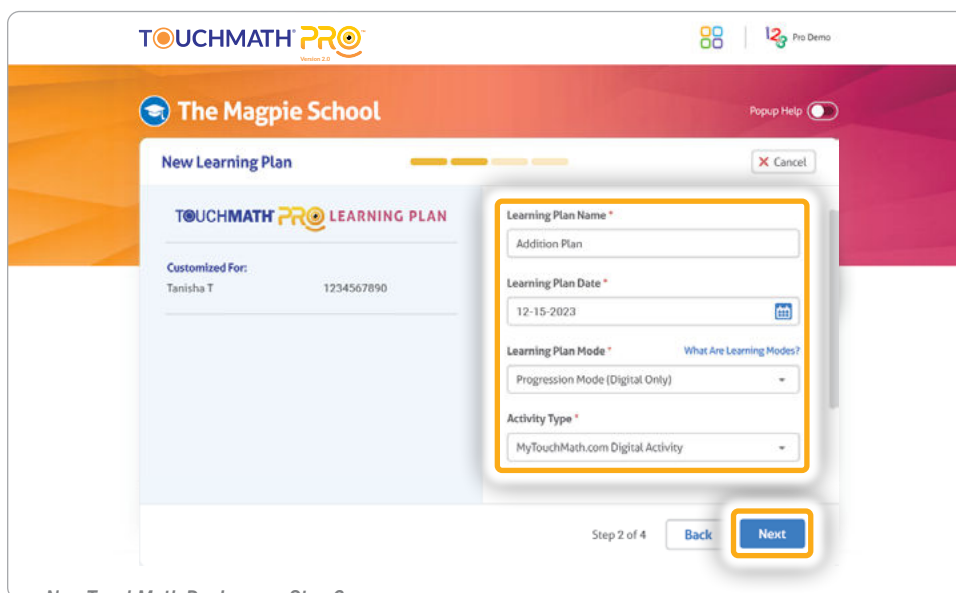 TOUCHMATH PRO
Version 2.0
123 Pro Demo
The Magpie School
Popup Help
New Learning Plan
Cancel
TOUCHMATH PRO LEARNING PLAN
Customized For:
Tanisha T 1234567890
Learning Plan Name *
Addition Plan
Learning Plan Date *
12-15-2023
Learning Plan Mode * What Are Learning Modes?
Progression Mode (Digital Only)
Activity Type *
MyTouchMath.com Digital Activity
Step 2 of 4 Back Next